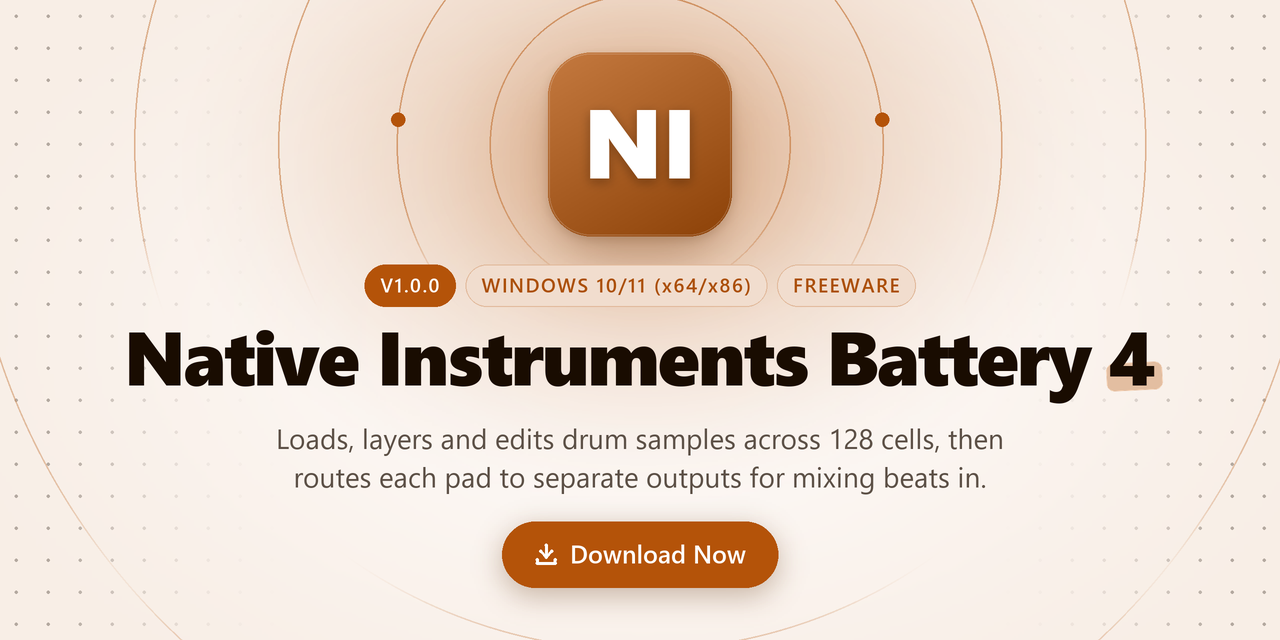 NI
V1.0.0 WINDOWS 10/11 (x64/x86) FREEWARE
Native Instruments Battery 4
Loads, layers and edits drum samples across 128 cells, then
routes each pad to separate outputs for mixing beats in.
Download Now